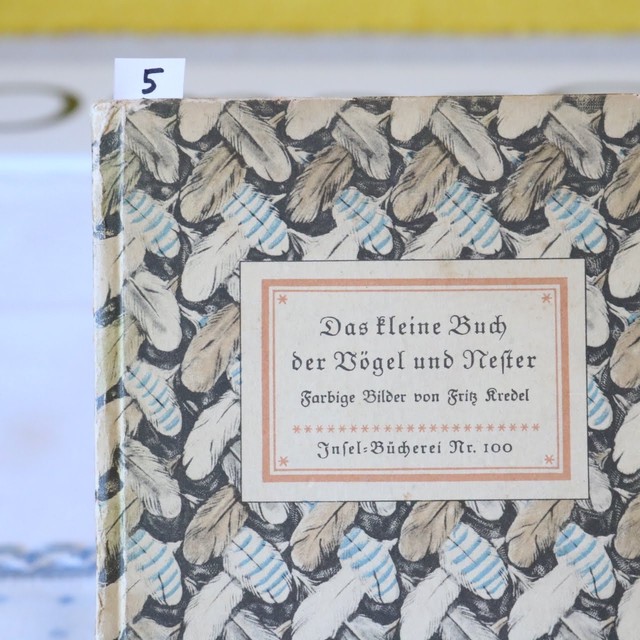 5
Das kleine Buch
der Vögel und Nester
Farbige Bilder von Fritz Kredel
Insel-Bücherei Nr. 100